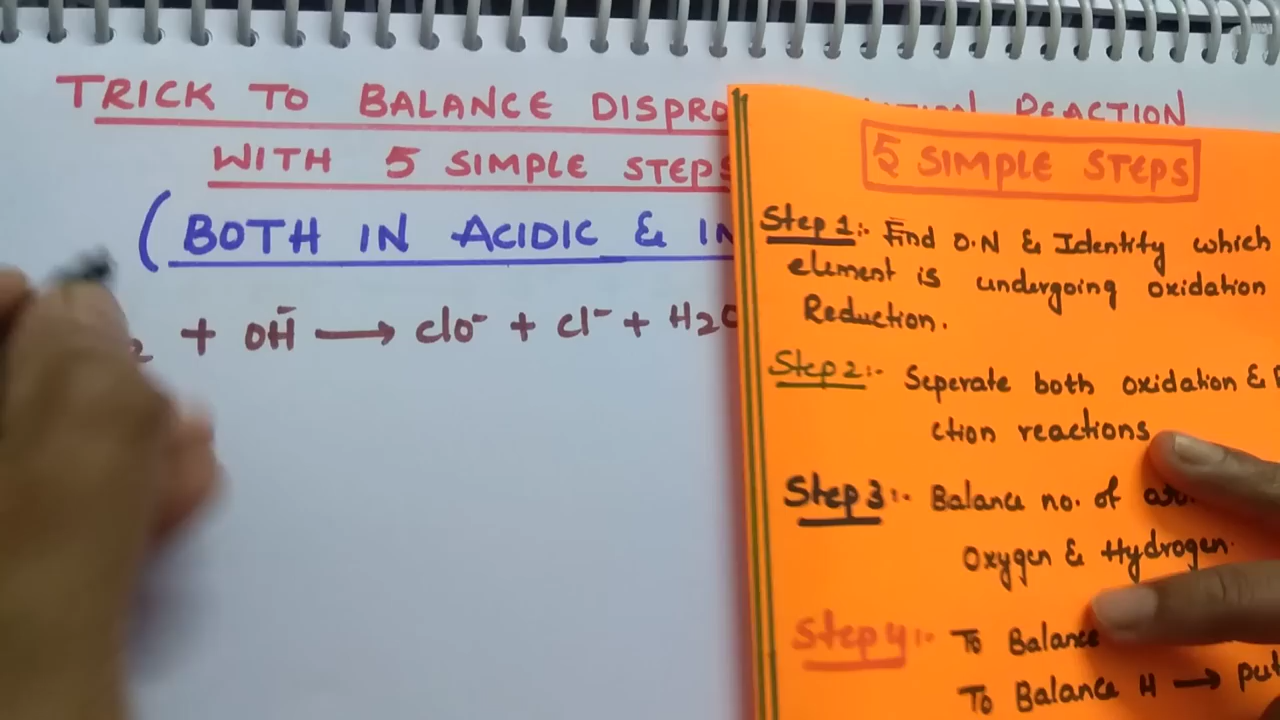 TRICK TO BALANCE DISPRO REACTION
WITH 5 SIMPLE STEPS
( BOTH IN ACIDIC & IN
2 + OH⁻ ⟶ ClO⁻ + Cl⁻ + H₂O
5 SIMPLE STEPS
Step 1:- Find O.N & Identify which
element is undergoing oxidation
Reduction.
Step 2:- Seperate both oxidation &
ction reactions
Step 3:- Balance no. of
Oxygen & Hydrogen.
Step 4:- To Balance
To Balance H ⟶ put